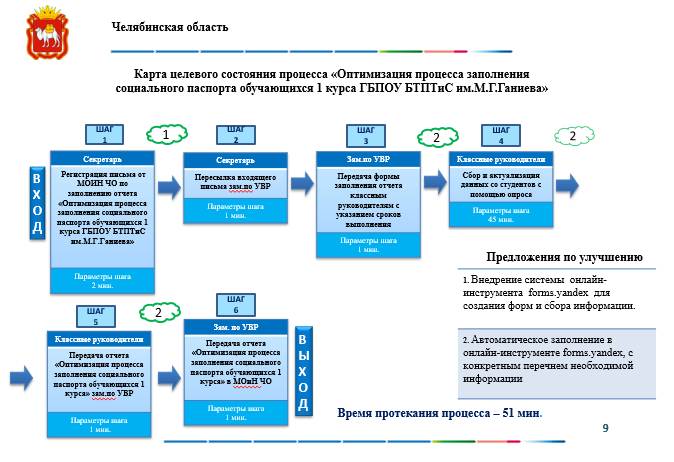 Челябинская область
Карта целевого состояния процесса «Оптимизация процесса заполнения
социального паспорта обучающихся 1 курса ГБПОУ БТПТиС им.М.Г.Ганиева»
ВХОД
ШАГ
1
Секретарь
Регистрация письма от
МОИН ЧО по
заполнению отчета
«Оптимизация процесса
заполнения социального
паспорта обучающихся 1
курса ГБПОУ БТПТиС
им.М.Г.Ганиева»
Параметры шага
2 мин.
1
ШАГ
2
Секретарь
Пересылка входящего
письма зам.по УВР
Параметры шага
1 мин.
ШАГ
3
Зам.по УВР
Передача формы
заполнения отчета
классным
руководителям с
указанием сроков
выполнения
Параметры шага
1 мин.
2
ШАГ
4
Классные руководители
Сбор и актуализация
данных со студентов с
помощью опроса
Параметры шага
45 мин.
2
ШАГ
5
Классные руководители
Передача отчета
«Оптимизация процесса
заполнения социального
паспорта обучающихся 1
курса» зам.по УВР
Параметры шага
1 мин.
2
ШАГ
6
Зам. по УВР
Передача отчета
«Оптимизация процесса
заполнения социального
паспорта обучающихся 1
курса» в МОиН ЧО
Параметры шага
1 мин.
ВЫХОД
Предложения по улучшению
1. Внедрение системы онлайн-
инструмента forms.yandex для
создания форм и сбора информации.
2. Автоматическое заполнение в
онлайн-инструменте forms.yandex, с
конкретным перечнем необходимой
информации
Время протекания процесса – 51 мин.
9